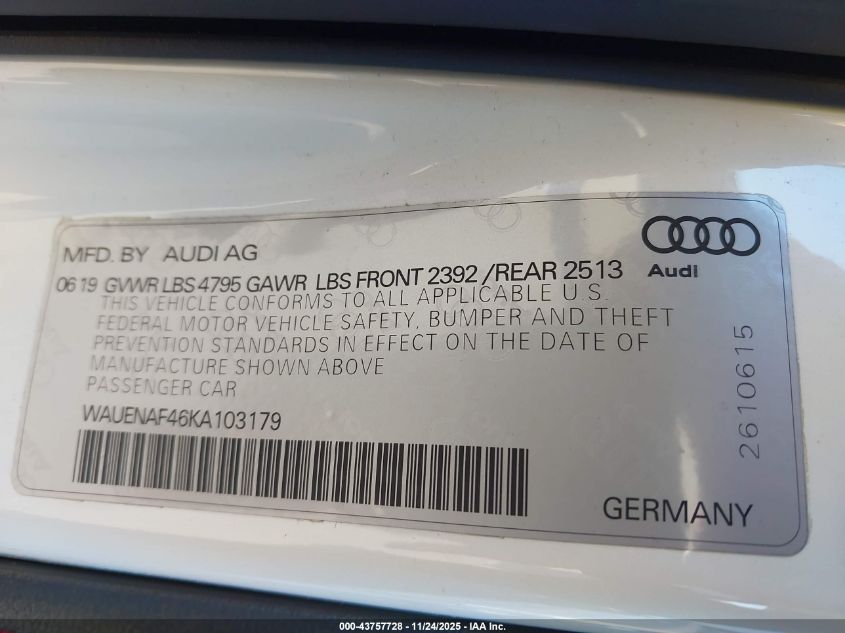 MFD. BY AUDI AG
06 19 GVWR LBS 4795 GAWR LBS FRONT 2392 /REAR 2513
THIS VEHICLE CONFORMS TO ALL APPLICABLE U.S.
FEDERAL MOTOR VEHICLE SAFETY, BUMPER AND THEFT
PREVENTION STANDARDS IN EFFECT ON THE DATE OF
MANUFACTURE SHOWN ABOVE
PASSENGER CAR
WAUENAF46KA103179
Audi
2610615
GERMANY
000-43757728 - 11/24/2025 - IAA Inc.